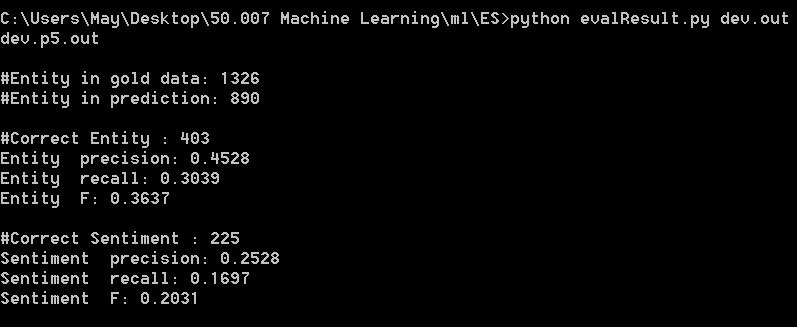 C:\Users\May\Desktop\50.007 Machine Learning\ml\ES>python evalResult.py dev.out
dev.p5.out
#Entity in gold data: 1326
#Entity in prediction: 890
#Correct Entity : 403
Entity  precision: 0.4528
Entity  recall: 0.3039
Entity  F: 0.3637
#Correct Sentiment : 225
Sentiment  precision: 0.2528
Sentiment  recall: 0.1697
Sentiment  F: 0.2031